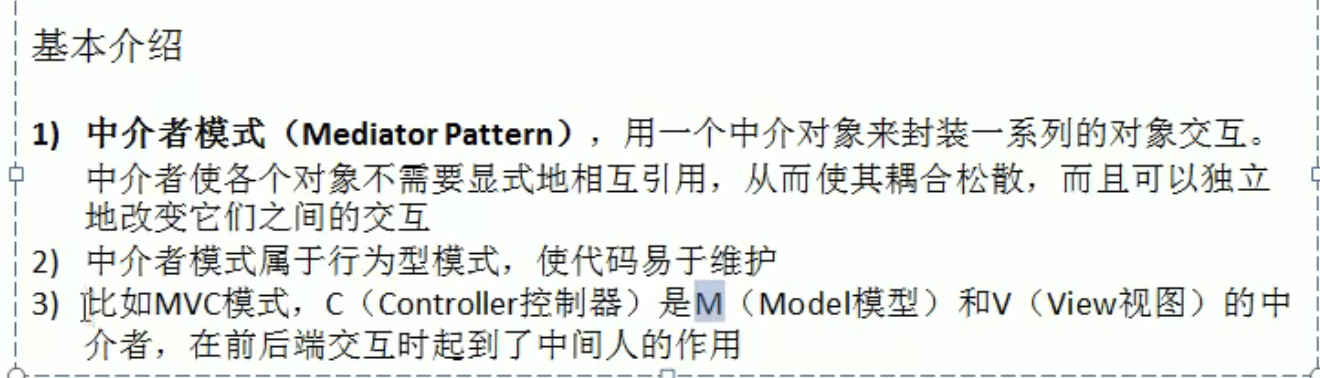 基本介绍
1) 中介者模式（Mediator Pattern），用一个中介对象来封装一系列的对象交互。
中介者使各个对象不需要显式地相互引用，从而使其耦合松散，而且可以独立
地改变它们之间的交互
2) 中介者模式属于行为型模式，使代码易于维护
3) 比如MVC模式，C（Controller控制器）是M（Model模型）和V（View视图）的中
介者，在前后端交互时起到了中间人的作用